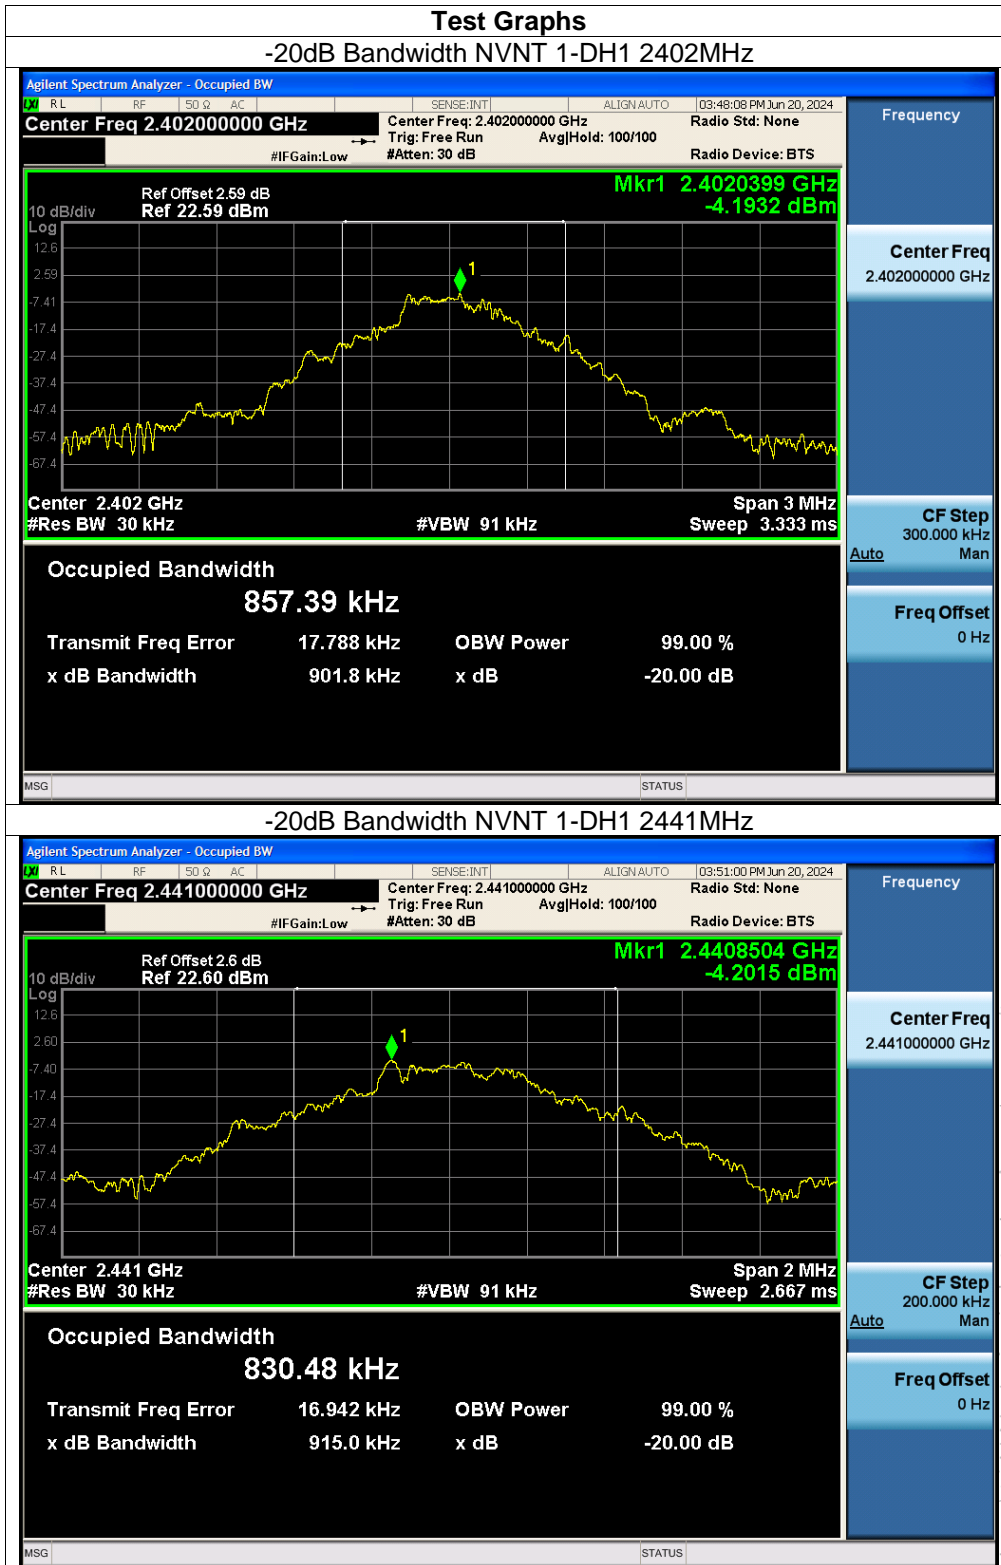 Test Graphs
-20dB Bandwidth NVNT 1-DH1 2402MHz
Agilent Spectrum Analyzer - Occupied BW
LXI RL RF 50 Ω AC SENSE:INT ALIGN AUTO 03:48:08 PM Jun 20, 2024
Center Freq 2.402000000 GHz Center Freq: 2.402000000 GHz Radio Std: None Frequency
Trig: Free Run Avg|Hold: 100/100
#IFGain:Low #Atten: 30 dB Radio Device: BTS
Mkr1 2.4020399 GHz
Ref Offset 2.59 dB
10 dB/div Ref 22.59 dBm -4.1932 dBm
Log
12.6
2.59
-7.41
-17.4
-27.4
-37.4
-47.4
-57.4
-67.4
1
Center Freq
2.402000000 GHz
Center 2.402 GHz Span 3 MHz
#Res BW 30 kHz #VBW 91 kHz Sweep 3.333 ms
CF Step
300.000 kHz
Auto Man
Freq Offset
0 Hz
Occupied Bandwidth
857.39 kHz
Transmit Freq Error 17.788 kHz OBW Power 99.00 %
x dB Bandwidth 901.8 kHz x dB -20.00 dB
MSG STATUS
-20dB Bandwidth NVNT 1-DH1 2441MHz
Agilent Spectrum Analyzer - Occupied BW
LXI RL RF 50 Ω AC SENSE:INT ALIGN AUTO 03:51:00 PM Jun 20, 2024
Center Freq 2.441000000 GHz Center Freq: 2.441000000 GHz Radio Std: None Frequency
Trig: Free Run Avg|Hold: 100/100
#IFGain:Low #Atten: 30 dB Radio Device: BTS
Mkr1 2.4408504 GHz
Ref Offset 2.6 dB
10 dB/div Ref 22.60 dBm -4.2015 dBm
Log
12.6
2.60
-7.40
-17.4
-27.4
-37.4
-47.4
-57.4
-67.4
1
Center Freq
2.441000000 GHz
Center 2.441 GHz Span 2 MHz
#Res BW 30 kHz #VBW 91 kHz Sweep 2.667 ms
CF Step
200.000 kHz
Auto Man
Freq Offset
0 Hz
Occupied Bandwidth
830.48 kHz
Transmit Freq Error 16.942 kHz OBW Power 99.00 %
x dB Bandwidth 915.0 kHz x dB -20.00 dB
MSG STATUS